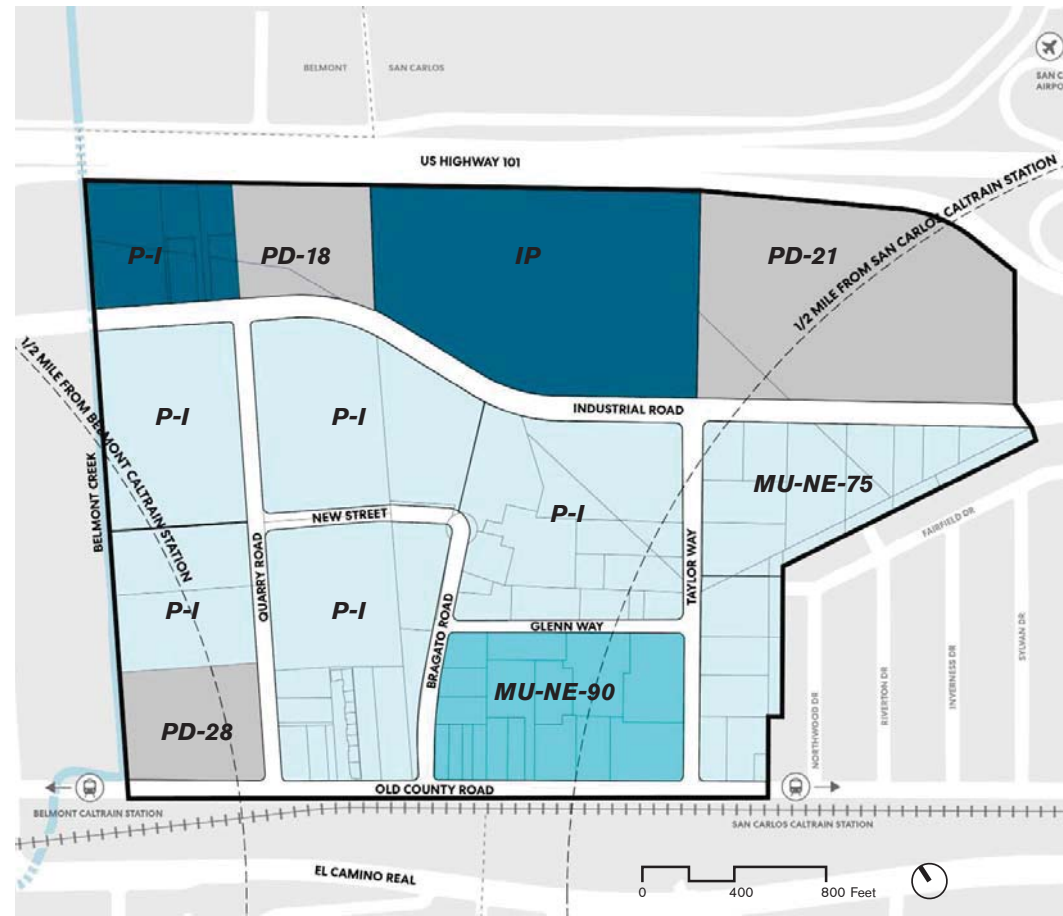 BELMONT
SAN CARLOS
SAN C
AIRPO
US HIGHWAY 101
1/2 MILE FROM SAN CARLOS CALTRAIN STATION
P-I
PD-18
IP
PD-21
1/2 MILE FROM BELMONT CALTRAIN STATION
BELMONT CREEK
P-I
P-I
INDUSTRIAL ROAD
MU-NE-75
P-I
NEW STREET
FAIRFIELD DR
QUARRY ROAD
TAYLOR WAY
P-I
P-I
BRAGATO ROAD
GLENN WAY
MU-NE-90
PD-28
NORTHWOOD DR
RIVERTON DR
INVERNESS DR
SYLVAN DR
OLD COUNTY ROAD
BELMONT CALTRAIN STATION
SAN CARLOS CALTRAIN STATION
EL CAMINO REAL
0 400 800 Feet